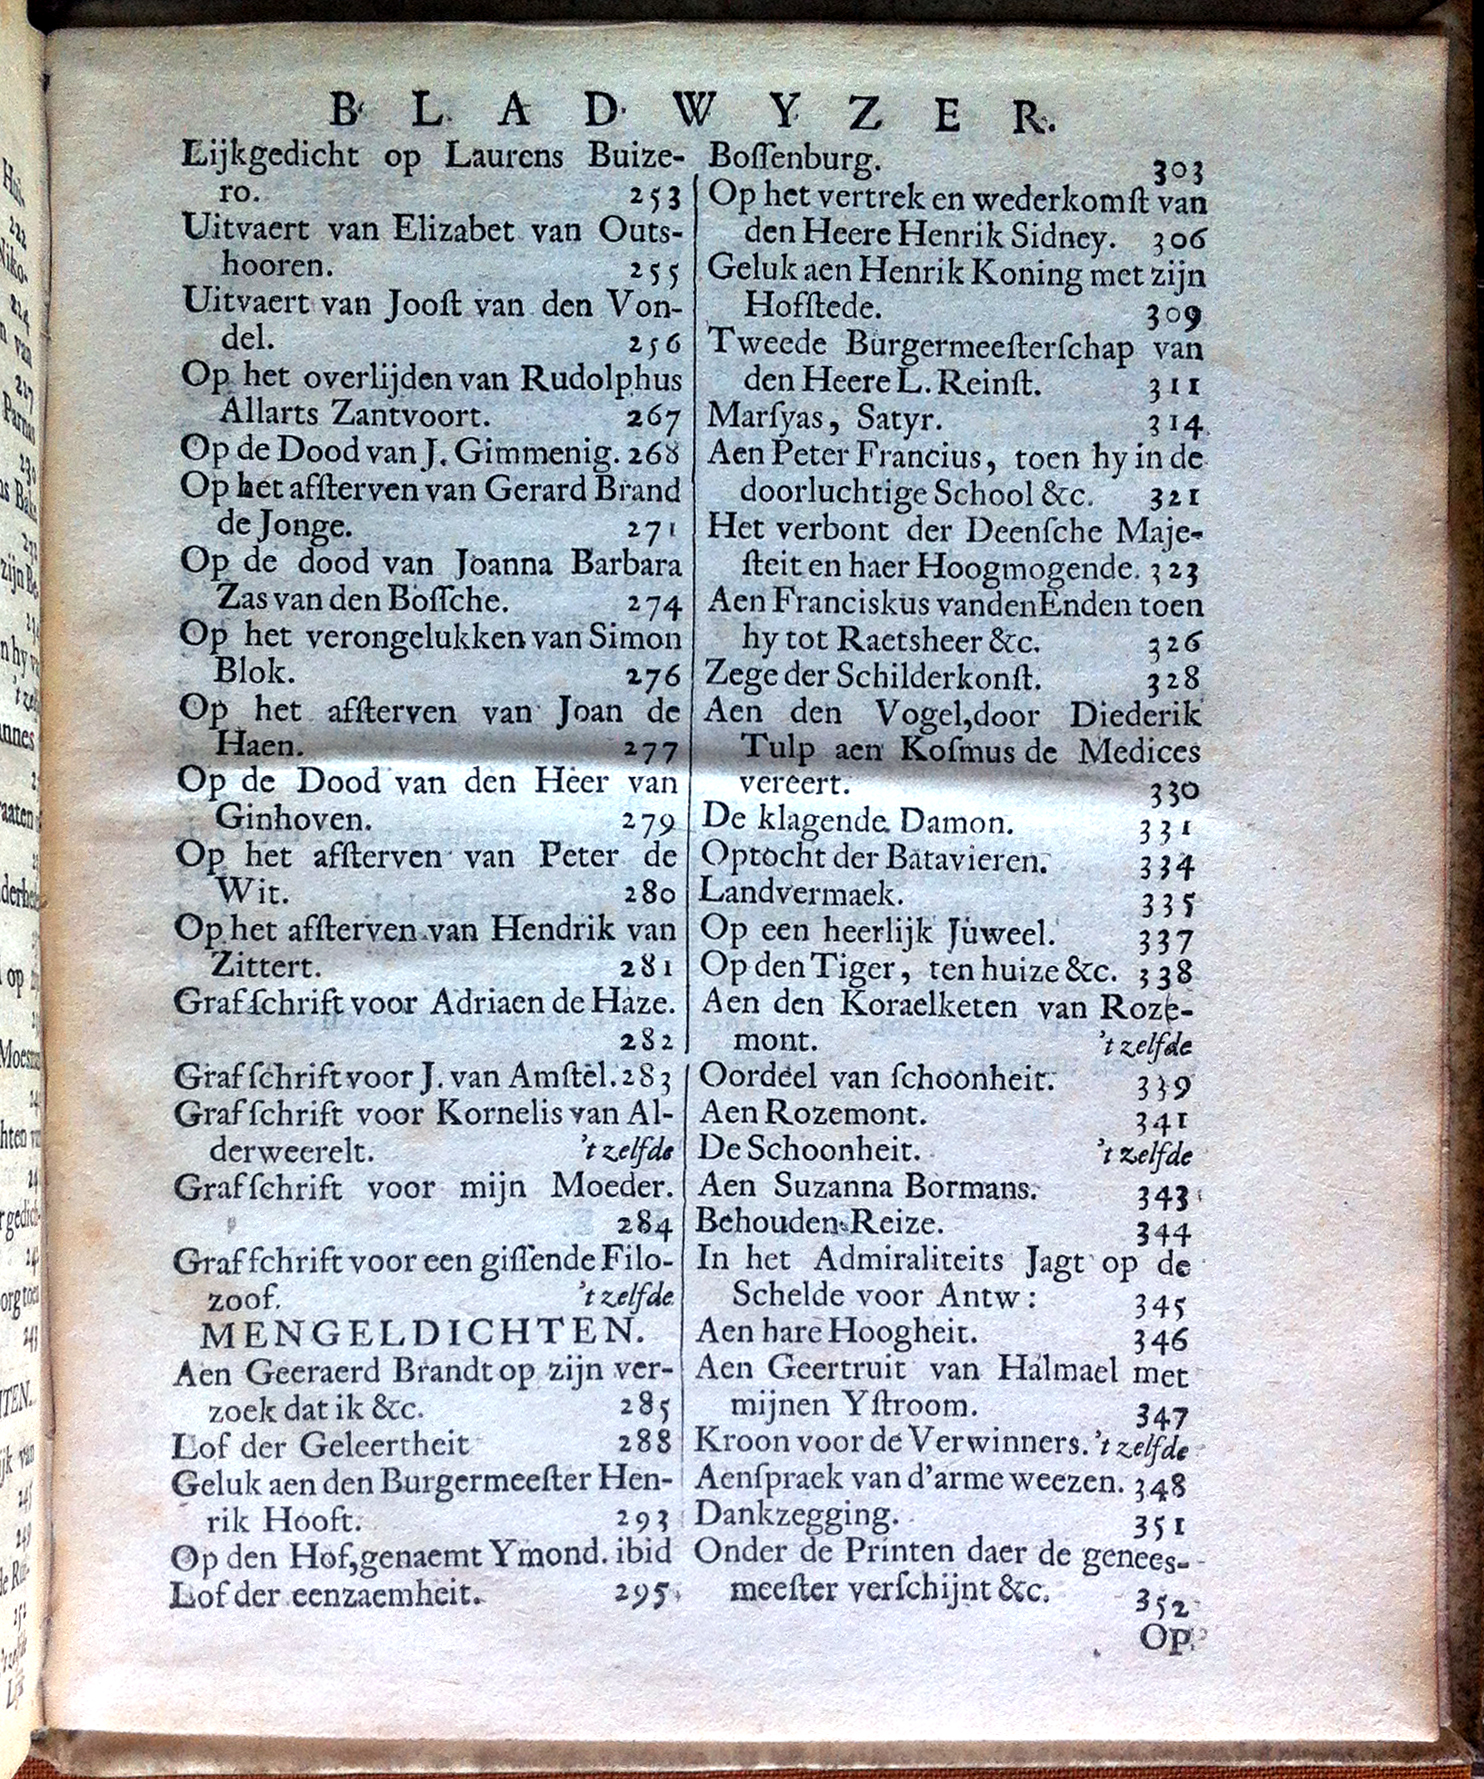 BLADWYZER.
Lijkgedicht op Laurens Buize-
ro. 253
Uitvaert van Elizabet van Outs-
hooren. 255
Uitvaert van Jooſt van den Von-
del. 256
Op het overlijden van Rudolphus
Allarts Zantvoort. 267
Op de Dood van J. Gimmenig. 268
Op het afſterven van Gerard Brand
de Jonge. 271
Op de dood van Joanna Barbara
Zas van den Boſſche. 274
Op het verongelukken van Simon
Blok. 276
Op het afſterven van Joan de
Haen. 277
Op de Dood van den Heer van
Ginhoven. 279
Op het afſterven van Peter de
Wit. 280
Op het afſterven van Hendrik van
Zittert. 281
Grafſchrift voor Adriaen de Haze.
282
Grafſchrift voor J. van Amſtel. 283
Grafſchrift voor Kornelis van Al-
derweerelt. 't zelfde
Grafſchrift voor mijn Moeder.
284
Grafſchrift voor een giſſende Filo-
zoof. 't zelfde
MENGELDICHTEN.
Aen Geeraerd Brandt op zijn ver-
zoek dat ik &c. 285
Lof der Geleertheit 288
Geluk aen den Burgermeeſter Hen-
rik Hooft. 293
Op den Hof, genaemt Ymond. ibid
Lof der eenzaemheit. 295
Boſſenburg. 303
Op het vertrek en wederkomſt van
den Heere Henrik Sidney. 306
Geluk aen Henrik Koning met zijn
Hofſtede. 309
Tweede Burgermeeſterſchap van
den Heere L. Reinſt. 311
Marſyas, Satyr. 314
Aen Peter Francius, toen hy in de
doorluchtige School &c. 321
Het verbont der Deenſche Maje-
ſteit en haer Hoogmogende. 323
Aen Franciskus vanden Enden toen
hy tot Raetsheer &c. 326
Zege der Schilderkonſt. 328
Aen den Vogel, door Diederik
Tulp aen Koſmus de Medices
vereert. 330
De klagende Damon. 331
Optocht der Batavieren. 334
Landvermaek. 335
Op een heerlijk Juweel. 337
Op den Tiger, ten huize &c. 338
Aen den Koraelketen van Roze-
mont. 't zelfde
Oordeel van ſchoonheit. 339
Aen Rozemont. 341
De Schoonheit. 't zelfde
Aen Suzanna Bormans. 343
Behouden Reize. 344
In het Admiraliteits Jagt op de
Schelde voor Antw: 345
Aen hare Hoogheit. 346
Aen Geertruit van Halmael met
mijnen Yſtroom. 347
Kroon voor de Verwinners. 't zelfde
Aenſpraek van d'arme weezen. 348
Dankzegging. 351
Onder de Printen daer de genees-
meeſter verſchijnt &c. 352
Op